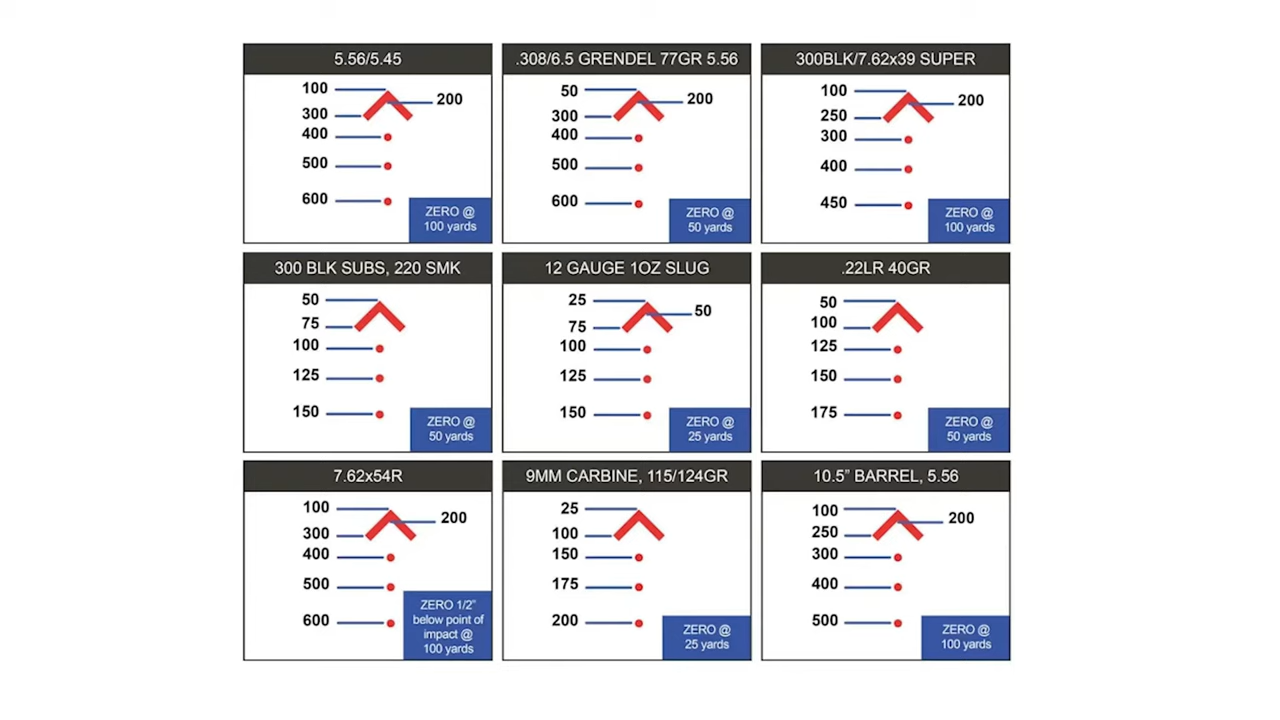 5.56/5.45
100
200
300
400
500
600
ZERO @
100 yards
.308/6.5 GRENDEL 77GR 5.56
50
200
300
400
500
600
ZERO @
50 yards
300BLK/7.62x39 SUPER
100
200
250
300
400
450
ZERO @
100 yards
300 BLK SUBS, 220 SMK
50
75
100
125
150
ZERO @
50 yards
12 GAUGE 1OZ SLUG
25
50
75
100
125
150
ZERO @
25 yards
.22LR 40GR
50
100
125
150
175
ZERO @
50 yards
7.62x54R
100
200
300
400
500
600
ZERO 1/2"
below point of
impact @
100 yards
9MM CARBINE, 115/124GR
25
100
150
175
200
ZERO @
25 yards
10.5” BARREL, 5.56
100
200
250
300
400
500
ZERO @
100 yards